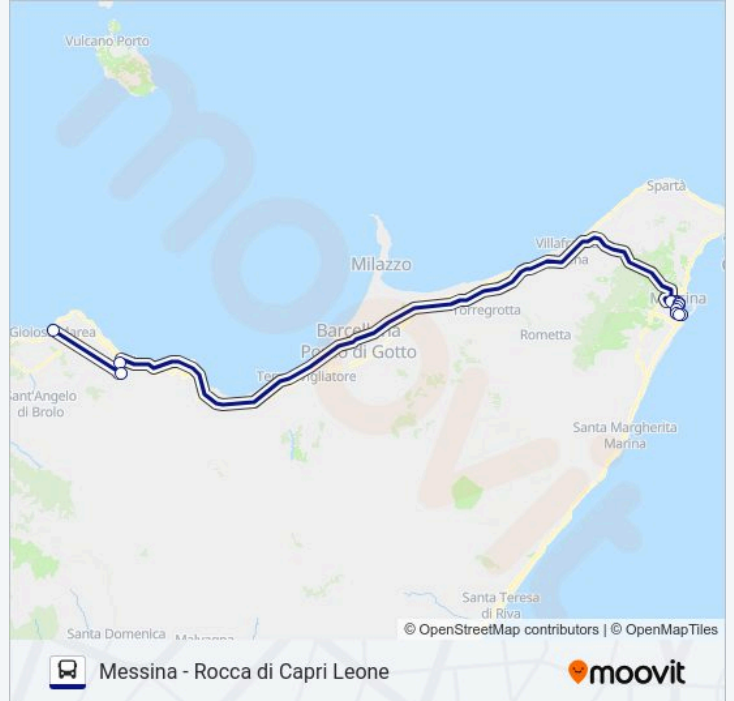 Vulcano Porto
Spartà
Milazzo
Torregrotta
Rometta
Barcellona
Pozzo di Gotto
Gioiosa Marea
Terme Vigliatore
Sant'Angelo
di Brolo
Messina
Santa Margherita
Marina
Santa Teresa
di Riva
Santa Domenica
moovit
© OpenStreetMap contributors | © OpenMapTiles
Messina - Rocca di Capri Leone
moovit